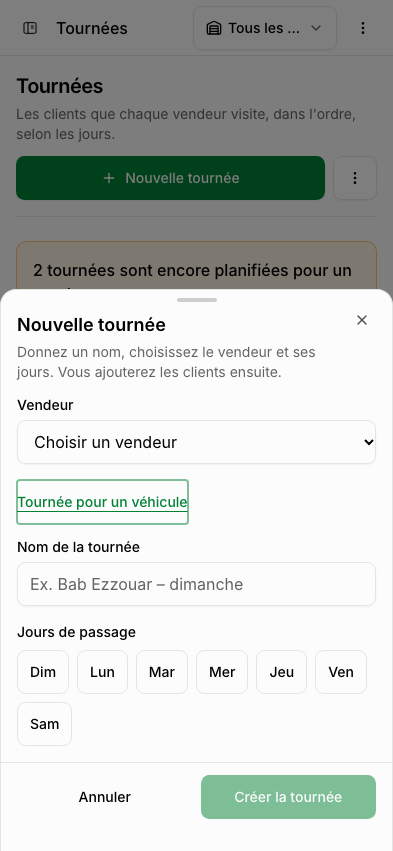 Tournées
Tous les ...
Tournées
Les clients que chaque vendeur visite, dans l'ordre,
selon les jours.
Nouvelle tournée
2 tournées sont encore planifiées pour un
Nouvelle tournée
Donnez un nom, choisissez le vendeur et ses
jours. Vous ajouterez les clients ensuite.
Vendeur
Choisir un vendeur
Tournée pour un véhicule
Nom de la tournée
Ex. Bab Ezzouar – dimanche
Jours de passage
Dim Lun Mar Mer Jeu Ven
Sam
Annuler Créer la tournée